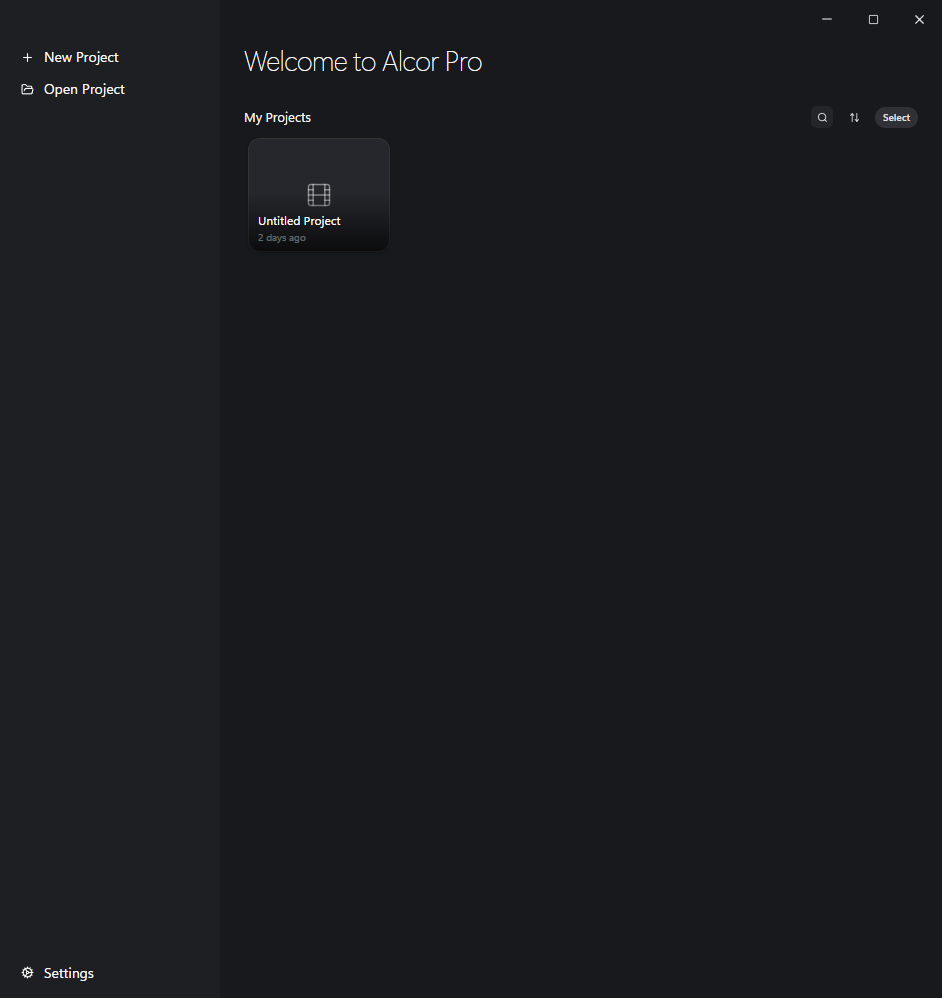 New Project
Open Project
Welcome to Alcor Pro
My Projects
Select
Untitled Project
2 days ago
Settings